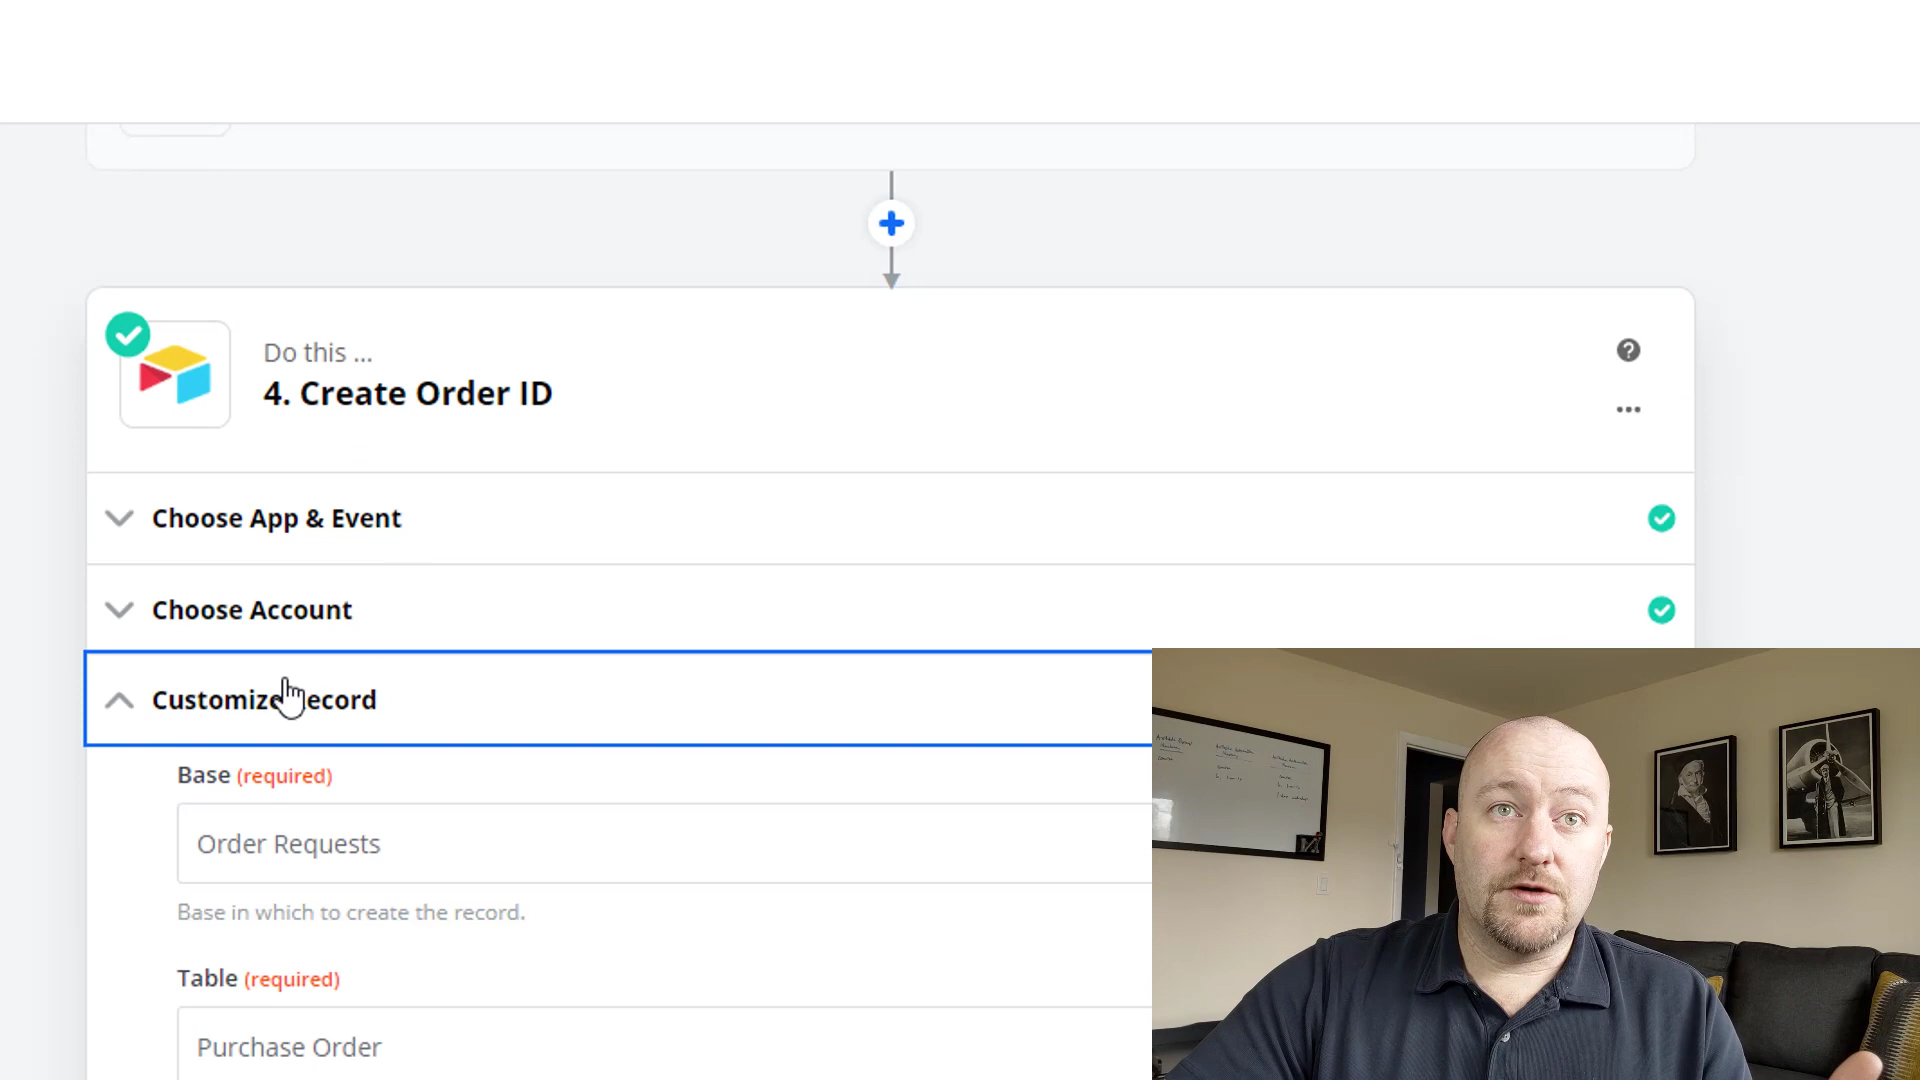 Do this ...
4. Create Order ID
Choose App & Event
Choose Account
Customize Record
Base (required)
Order Requests
Base in which to create the record.
Table (required)
Purchase Order